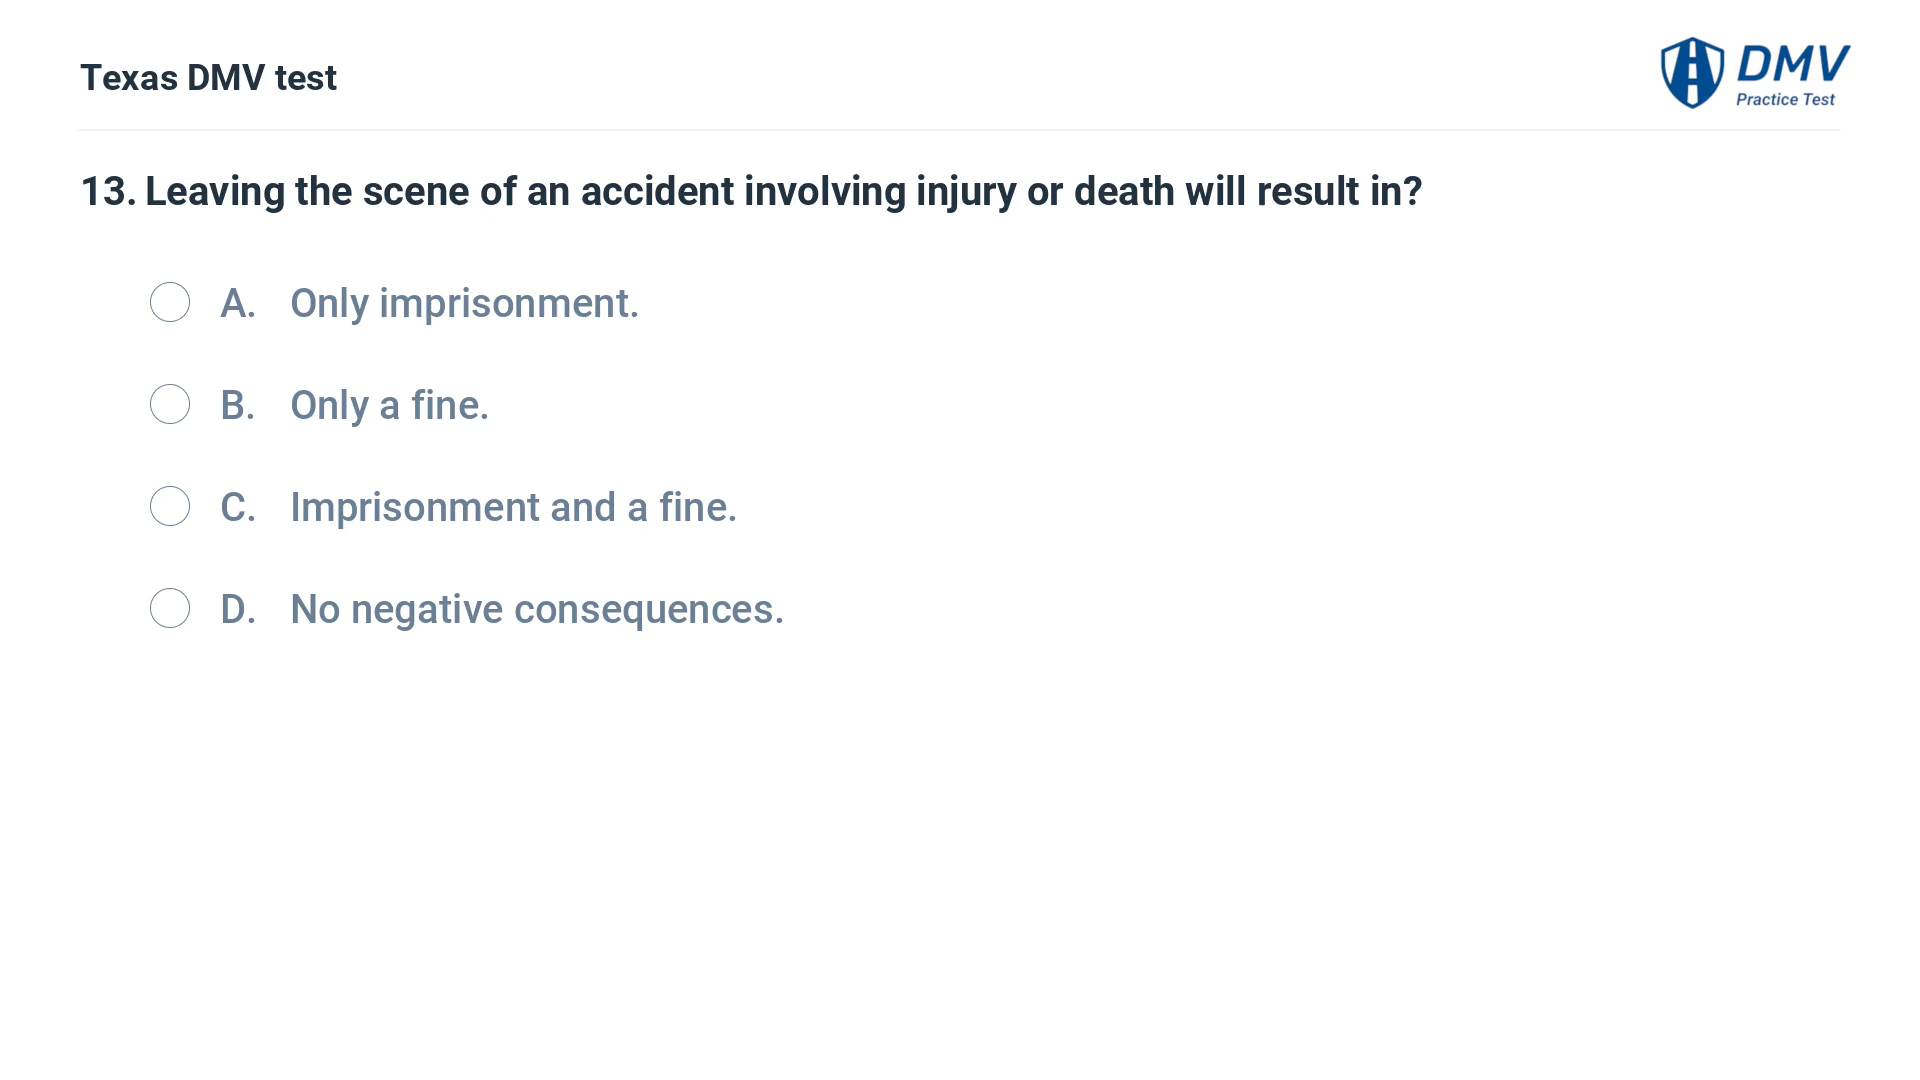 Texas DMV test
DMV
Practice Test
13. Leaving the scene of an accident involving injury or death will result in?
A. Only imprisonment.
B. Only a fine.
C. Imprisonment and a fine.
D. No negative consequences.